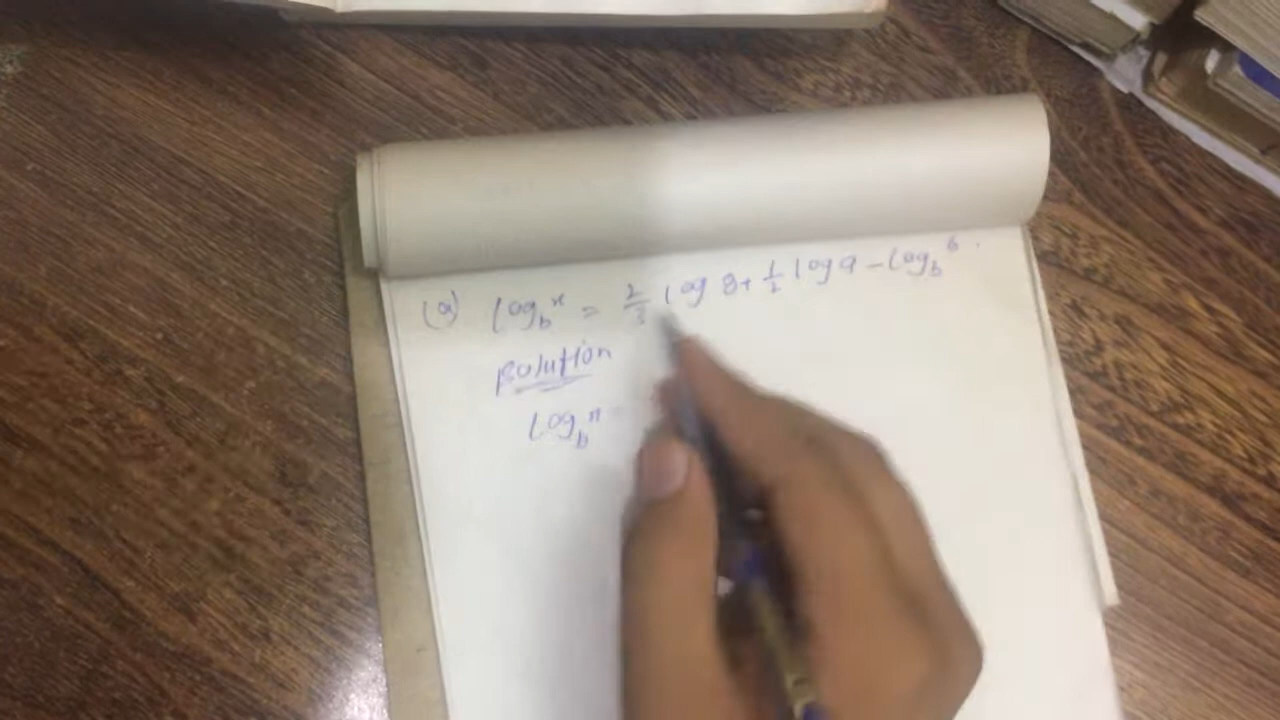 (a) log_b^x = 2/3 log 8 + 1/2 log 9 - log_b^6.
solution
log_b^x